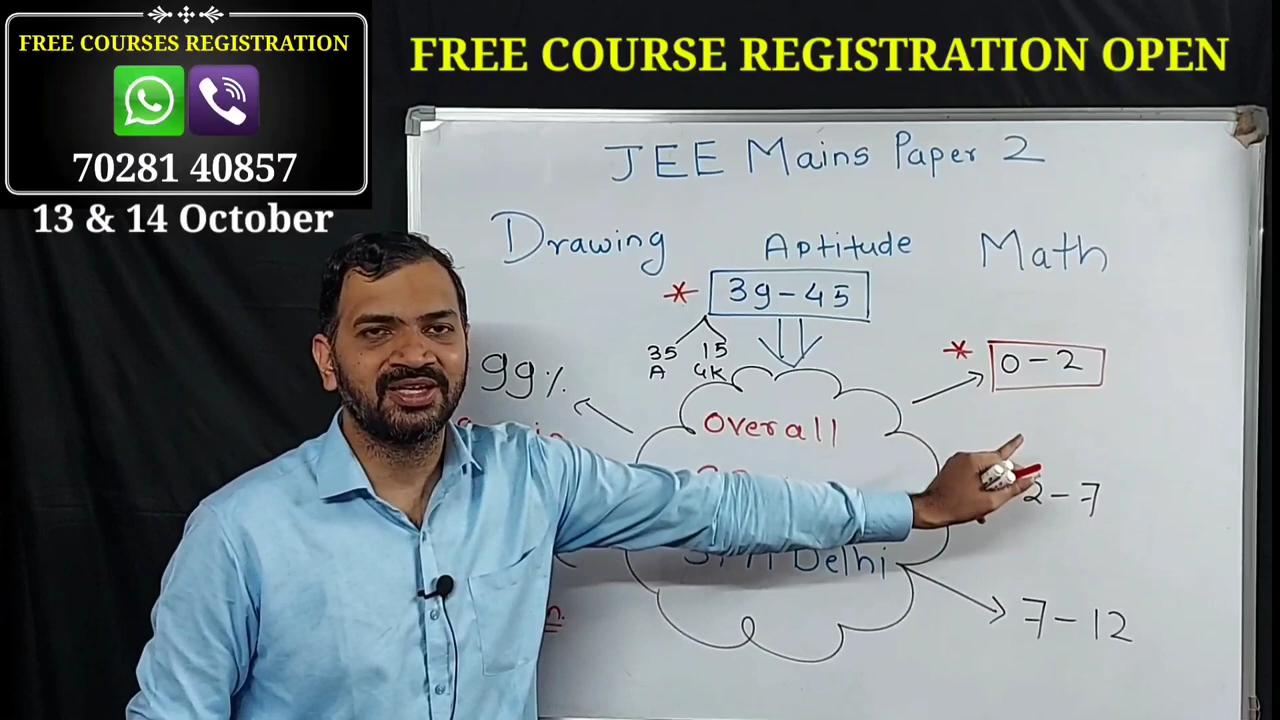 FREE COURSES REGISTRATION
70281 40857
13 & 14 October
FREE COURSE REGISTRATION OPEN
JEE Mains Paper 2
Drawing Aptitude Math
* 39-45
35 15
A GK
99%
* 0-2
Overall
2-7
Delhi
7-12